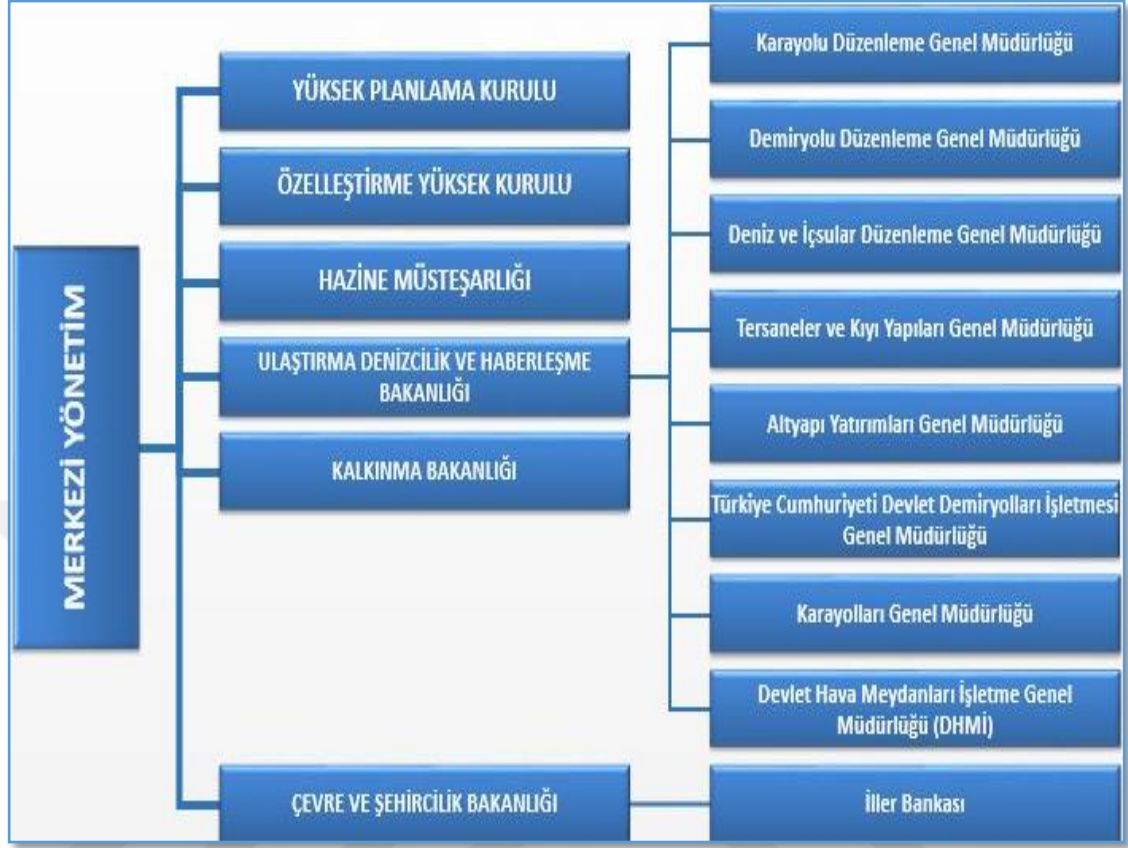 MERKEZİ YÖNETİM
YÜKSEK PLANLAMA KURULU
ÖZELLEŞTİRME YÜKSEK KURULU
HAZİNE MÜSTEŞARLIĞI
ULAŞTIRMA DENİZCİLİK VE HABERLEŞME
BAKANLIĞI
KALKINMA BAKANLIĞI
ÇEVRE VE ŞEHİRCİLİK BAKANLIĞI
Karayolu Düzenleme Genel Müdürlüğü
Demiryolu Düzenleme Genel Müdürlüğü
Deniz ve İçsular Düzenleme Genel Müdürlüğü
Tersaneler ve Kıyı Yapıları Genel Müdürlüğü
Altyapı Yatırımları Genel Müdürlüğü
Türkiye Cumhuriyeti Devlet Demiryolları İşletmesi
Genel Müdürlüğü
Karayolları Genel Müdürlüğü
Devlet Hava Meydanları İşletme Genel
Müdürlüğü (DHMİ)
İller Bankası